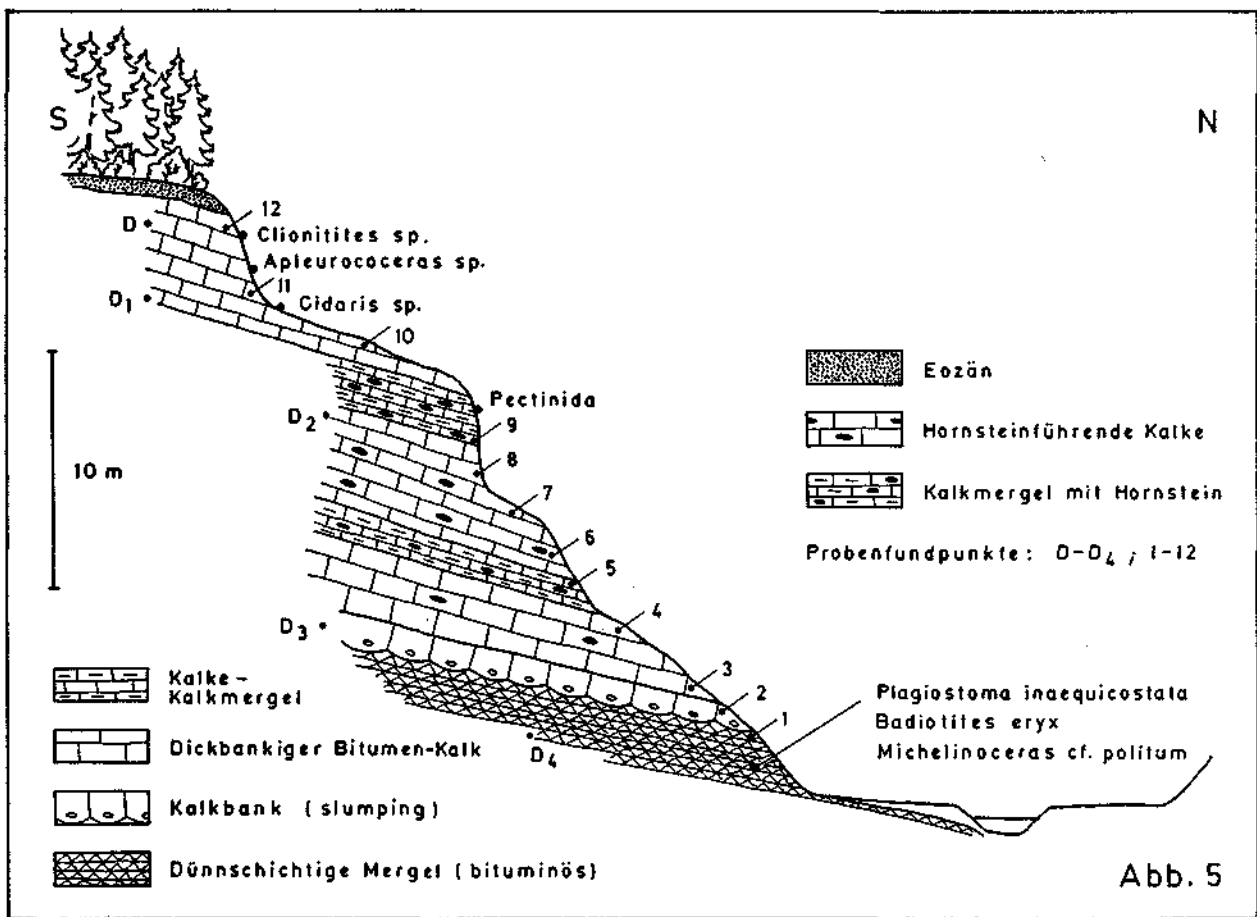 S
N
12
D
Clionitites sp.
Apleurococeras sp.
11
D₁
Cidaris sp.
10
Pectinida
D₂
9
8
10 m
7
6
5
4
D₃
3
2
1
D₄
Plagiostoma inaequicostata
Badiotites eryx
Michelinoceras cf. politum
Eozän
Hornsteinführende Kalke
Kalkmergel mit Hornstein
Probenfundpunkte: D-D₄ ; 1-12
Kalke-
Kalkmergel
Dickbankiger Bitumen-Kalk
Kalkbank (slumping)
Dünnschichtige Mergel (bituminös)
Abb. 5